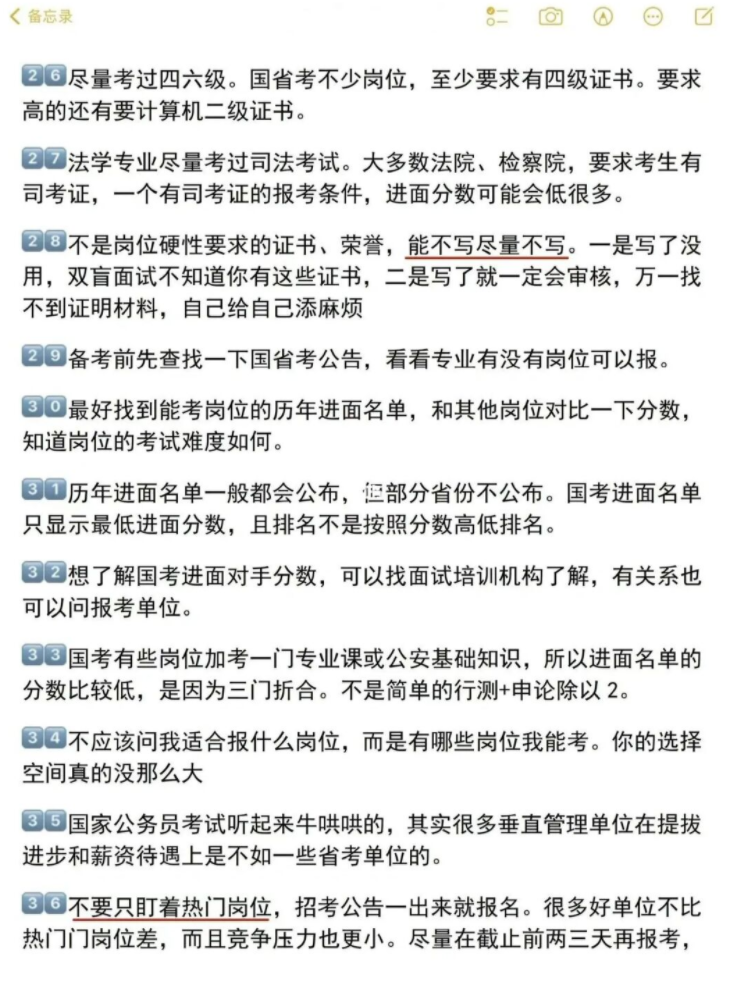 备忘录
26尽量考过四六级。国省考不少岗位，至少要求有四级证书。要求
高的还有要计算机二级证书。
27法学专业尽量考过司法考试。大多数法院、检察院，要求考生有
司考证，一个有司考证的报考条件，进面分数可能会低很多。
28不是岗位硬性要求的证书、荣誉，能不写尽量不写。一是写了没
用，双盲面试不知道你有这些证书，二是写了就一定会审核，万一找
不到证明材料，自己给自己添麻烦
29备考前先查找一下国省考公告，看看专业有没有岗位可以报。
30最好找到能考岗位的历年进面名单，和其他岗位对比一下分数，
知道岗位的考试难度如何。
31历年进面名单一般都会公布，但部分省份不公布。国考进面名单
只显示最低进面分数，且排名不是按照分数高低排名。
32想了解国考进面对手分数，可以找面试培训机构了解，有关系也
可以问报考单位。
33国考有些岗位加考一门专业课或公安基础知识，所以进面名单的
分数比较低，是因为三门折合。不是简单的行测+申论除以 2。
34不应该问我适合报什么岗位，而是有哪些岗位我能考。你的选择
空间真的没那么大
35国家公务员考试听起来牛哄哄的，其实很多垂直管理单位在提拔
进步和薪资待遇上是不如一些省考单位的。
36不要只盯着热门岗位，招考公告一出来就报名。很多好单位不比
热门门岗位差，而且竞争压力也更小。尽量在截止前两三天再报考，